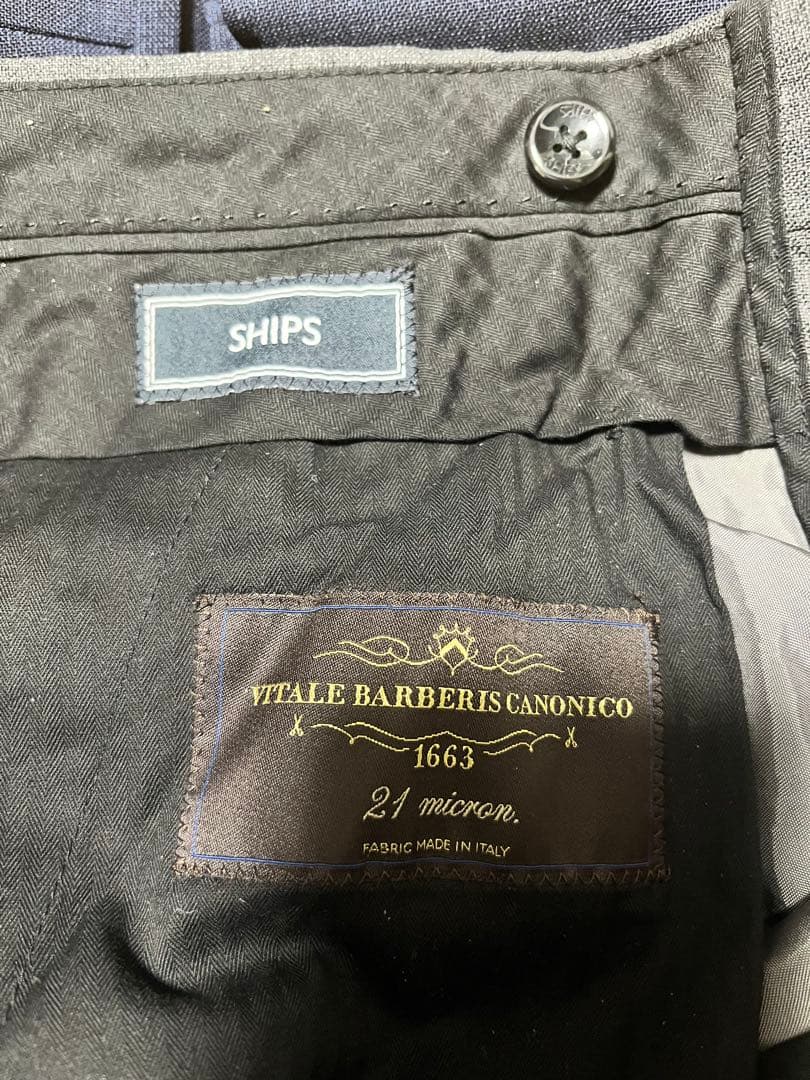 SHIPS
VITALE BARBERIS CANONICO
1663
21 micron.
FABRIC MADE IN ITALY